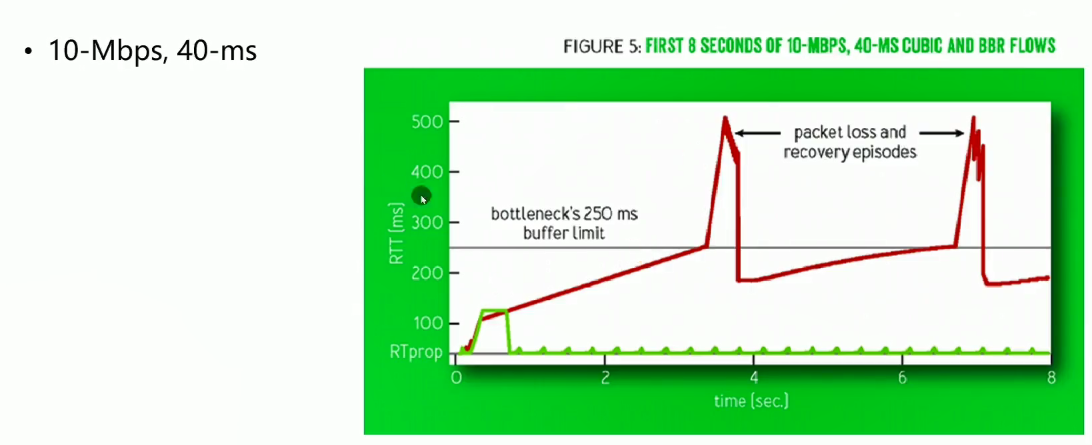 • 10-Mbps, 40-ms
FIGURE 5: FIRST 8 SECONDS OF 10-MBPS, 40-MS CUBIC AND BBR FLOWS
500
400
300
200
100
RTprop
RTT (ms)
bottleneck's 250 ms
buffer limit
packet loss and
recovery episodes
0
2
4
6
8
time (sec.)